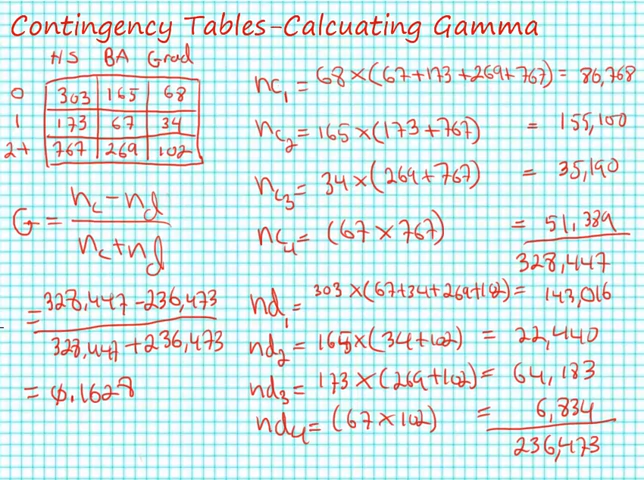 Contingency Tables-Calcuating Gamma
HS BA Grad
0 303 165 68
1 173 67 34
2+ 767 269 102
G = nc - nd / nc + nd
= 328,447 - 236,473 / 328,447 + 236,473
= 0.1628
nc1 = 68×(67+173+269+767) = 86,768
nc2 = 165×(173+767) = 155,100
nc3 = 34×(269+767) = 35,190
nc4 = (67×767) = 51,389
328,447
nd1 = 303×(67+34+269+102) = 143,016
nd2 = 165×(34+102) = 22,440
nd3 = 173×(269+102) = 64,183
nd4 = (67×102) = 6,834
236,473